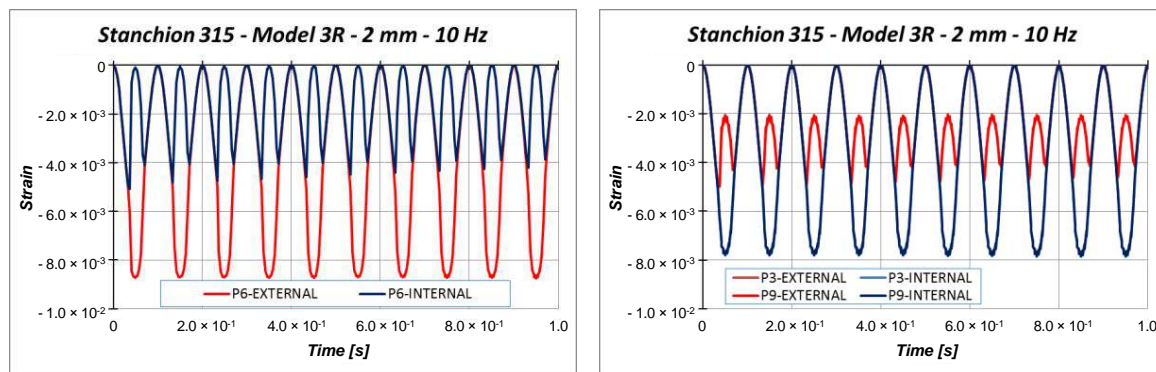 Stanchion 315 - Model 3R - 2 mm - 10 Hz
0
- 2.0 × 10⁻³
- 4.0 × 10⁻³
- 6.0 × 10⁻³
- 8.0 × 10⁻³
- 1.0 × 10⁻²
Strain
P6-EXTERNAL P6-INTERNAL
0 2.0 × 10⁻¹ 4.0 × 10⁻¹ 6.0 × 10⁻¹ 8.0 × 10⁻¹ 1.0
Time [s]
Stanchion 315 - Model 3R - 2 mm - 10 Hz
0
- 2.0 × 10⁻³
- 4.0 × 10⁻³
- 6.0 × 10⁻³
- 8.0 × 10⁻³
- 1.0 × 10⁻²
Strain
P3-EXTERNAL P3-INTERNAL
P9-EXTERNAL P9-INTERNAL
0 2.0 × 10⁻¹ 4.0 × 10⁻¹ 6.0 × 10⁻¹ 8.0 × 10⁻¹ 1.0
Time [s]